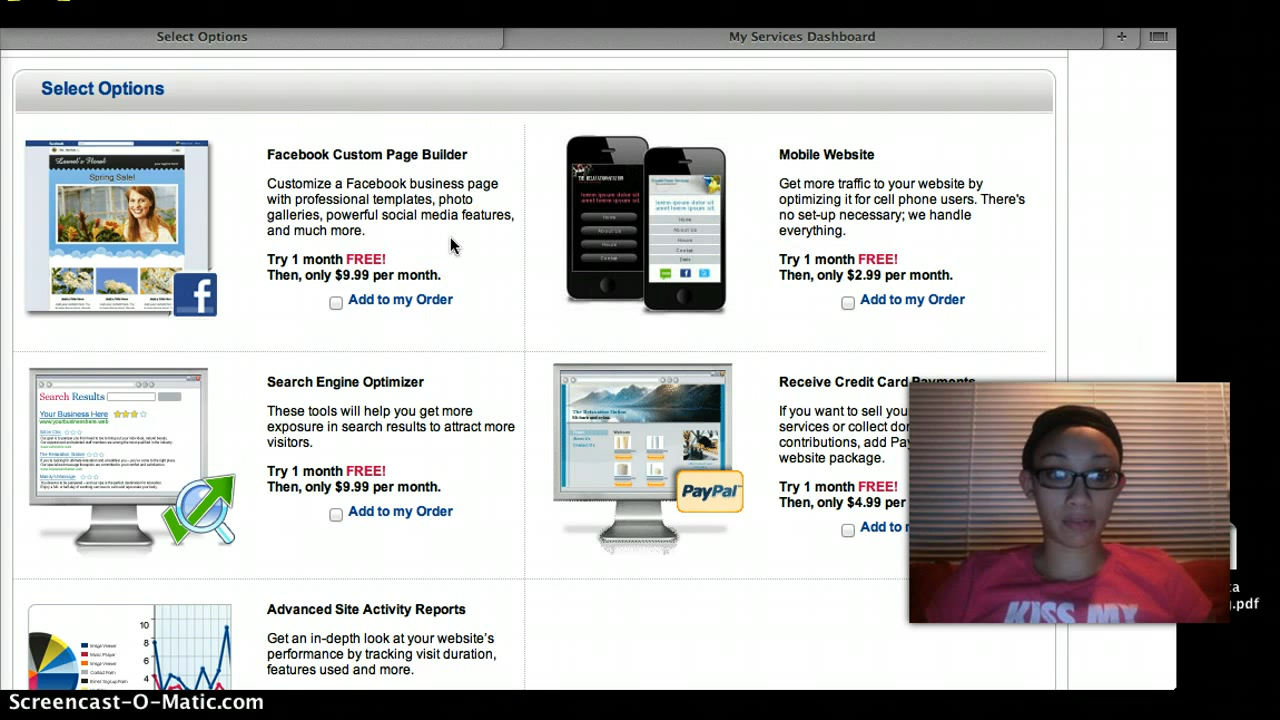 Select Options
My Services Dashboard
Select Options
Laurel's Floral
Spring Sale!
Facebook Custom Page Builder
Customize a Facebook business page
with professional templates, photo
galleries, powerful social media features,
and much more.
Try 1 month FREE!
Then, only $9.99 per month.
Add to my Order
Mobile Website
Get more traffic to your website by
optimizing it for cell phone users. There's
no set-up necessary; we handle
everything.
Try 1 month FREE!
Then, only $2.99 per month.
Add to my Order
Search Results
Your Business Here
www.yourbusinesshere.web
Search Engine Optimizer
These tools will help you get more
exposure in search results to attract more
visitors.
Try 1 month FREE!
Then, only $9.99 per month.
Add to my Order
PayPal
Receive Credit Card Payments
If you want to sell you
services or collect do
contributions, add Pay
website package.
Try 1 month FREE!
Then, only $4.99 per
Add to
KISS MY
g.pdf
10
8
6
4
Advanced Site Activity Reports
Get an in-depth look at your website's
performance by tracking visit duration,
features used and more.
Screencast-O-Matic.com